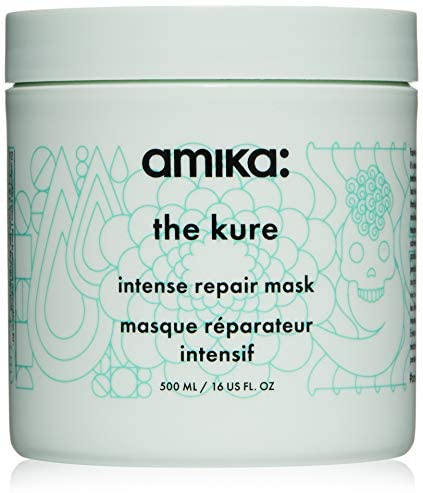 amika:
the kure
intense repair mask
masque réparateur
intensif
500 ML / 16 US FL. OZ